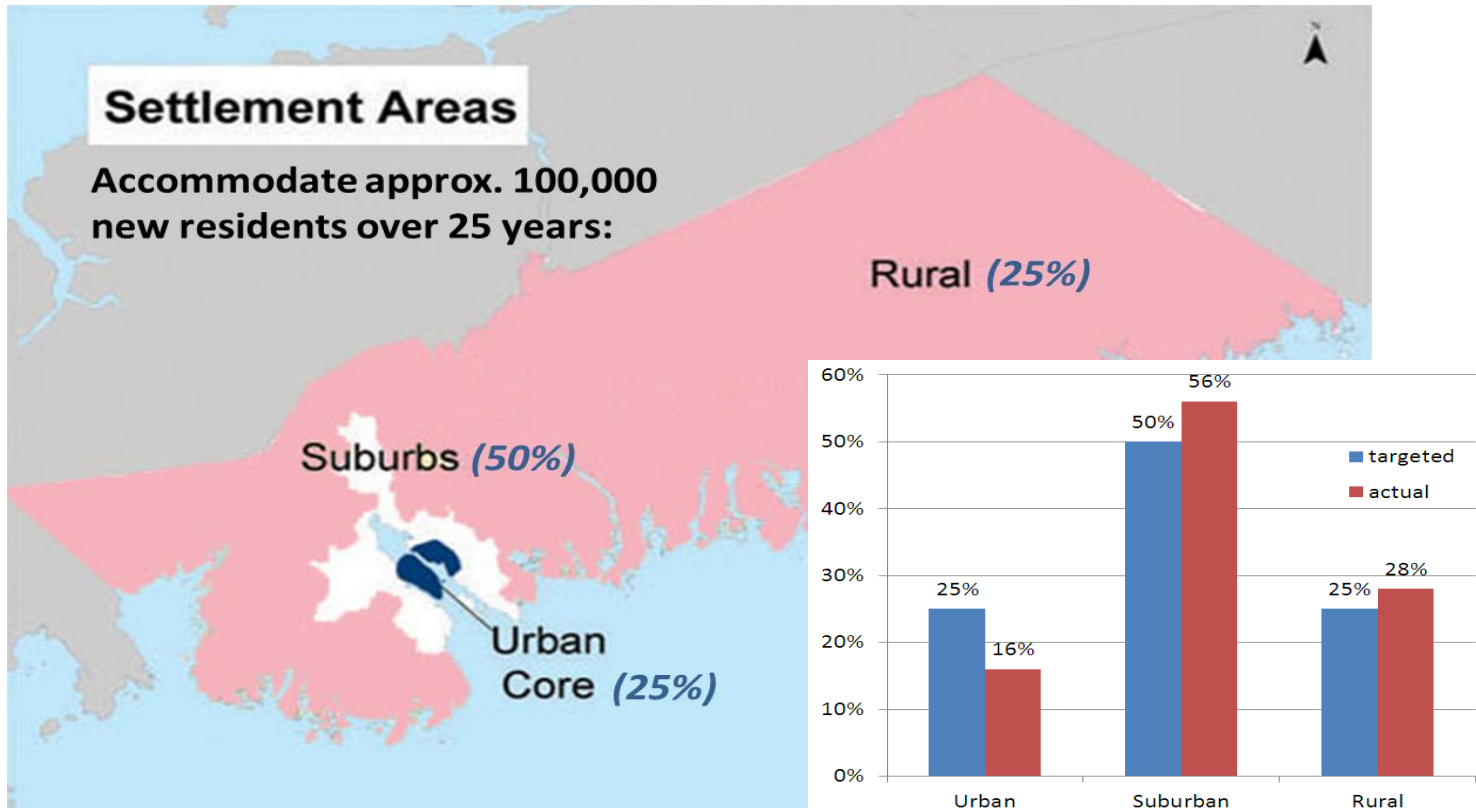 N
Settlement Areas
Accommodate approx. 100,000
new residents over 25 years:
Rural (25%)
Suburbs (50%)
Urban
Core (25%)
60%
50%
40%
30%
20%
10%
0%
25%
16%
50%
56%
25%
28%
targeted
actual
Urban
Suburban
Rural